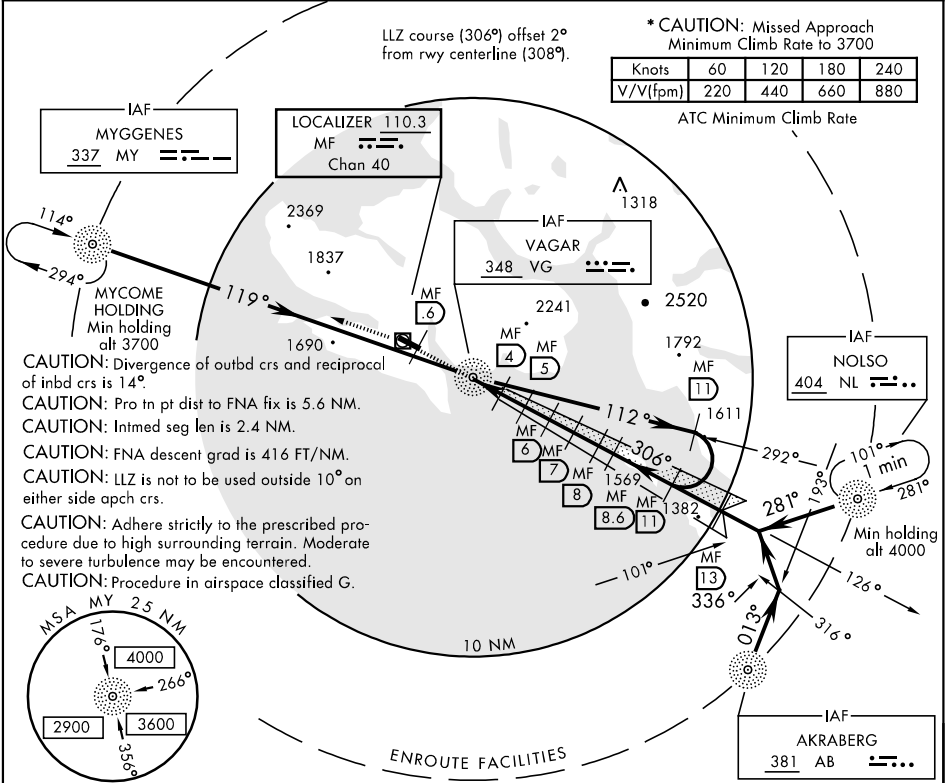 LLZ course (306°) offset 2°
from rwy centerline (308°).
* CAUTION: Missed Approach
Minimum Climb Rate to 3700
Knots 60 120 180 240
V/V(fpm) 220 440 660 880
ATC Minimum Climb Rate
IAF
MYGGENES
337 MY
LOCALIZER 110.3
MF
Chan 40
1318
IAF
VAGAR
348 VG
2369
1837
114°
294°
MYCOME
HOLDING
Min holding
alt 3700
119°
1690
MF
.6
2241
2520
1792
MF
4
MF
5
MF
11
1611
112°
IAF
NOLSO
404 NL
101°
1 min
281°
Min holding
alt 4000
292°
193°
281°
306°
MF
6
MF
7
MF
8
1569
MF
8.6
MF
11
1382
MF
13
101°
336°
126°
316°
013°
CAUTION: Divergence of outbd crs and reciprocal
of inbd crs is 14°.
CAUTION: Pro tn pt dist to FNA fix is 5.6 NM.
CAUTION: Intmed seg len is 2.4 NM.
CAUTION: FNA descent grad is 416 FT/NM.
CAUTION: LLZ is not to be used outside 10° on
either side apch crs.
CAUTION: Adhere strictly to the prescribed pro-
cedure due to high surrounding terrain. Moderate
to severe turbulence may be encountered.
CAUTION: Procedure in airspace classified G.
MSA MY 25 NM
176°
4000
266°
2900
3600
356°
10 NM
ENROUTE FACILITIES
IAF
AKRABERG
381 AB